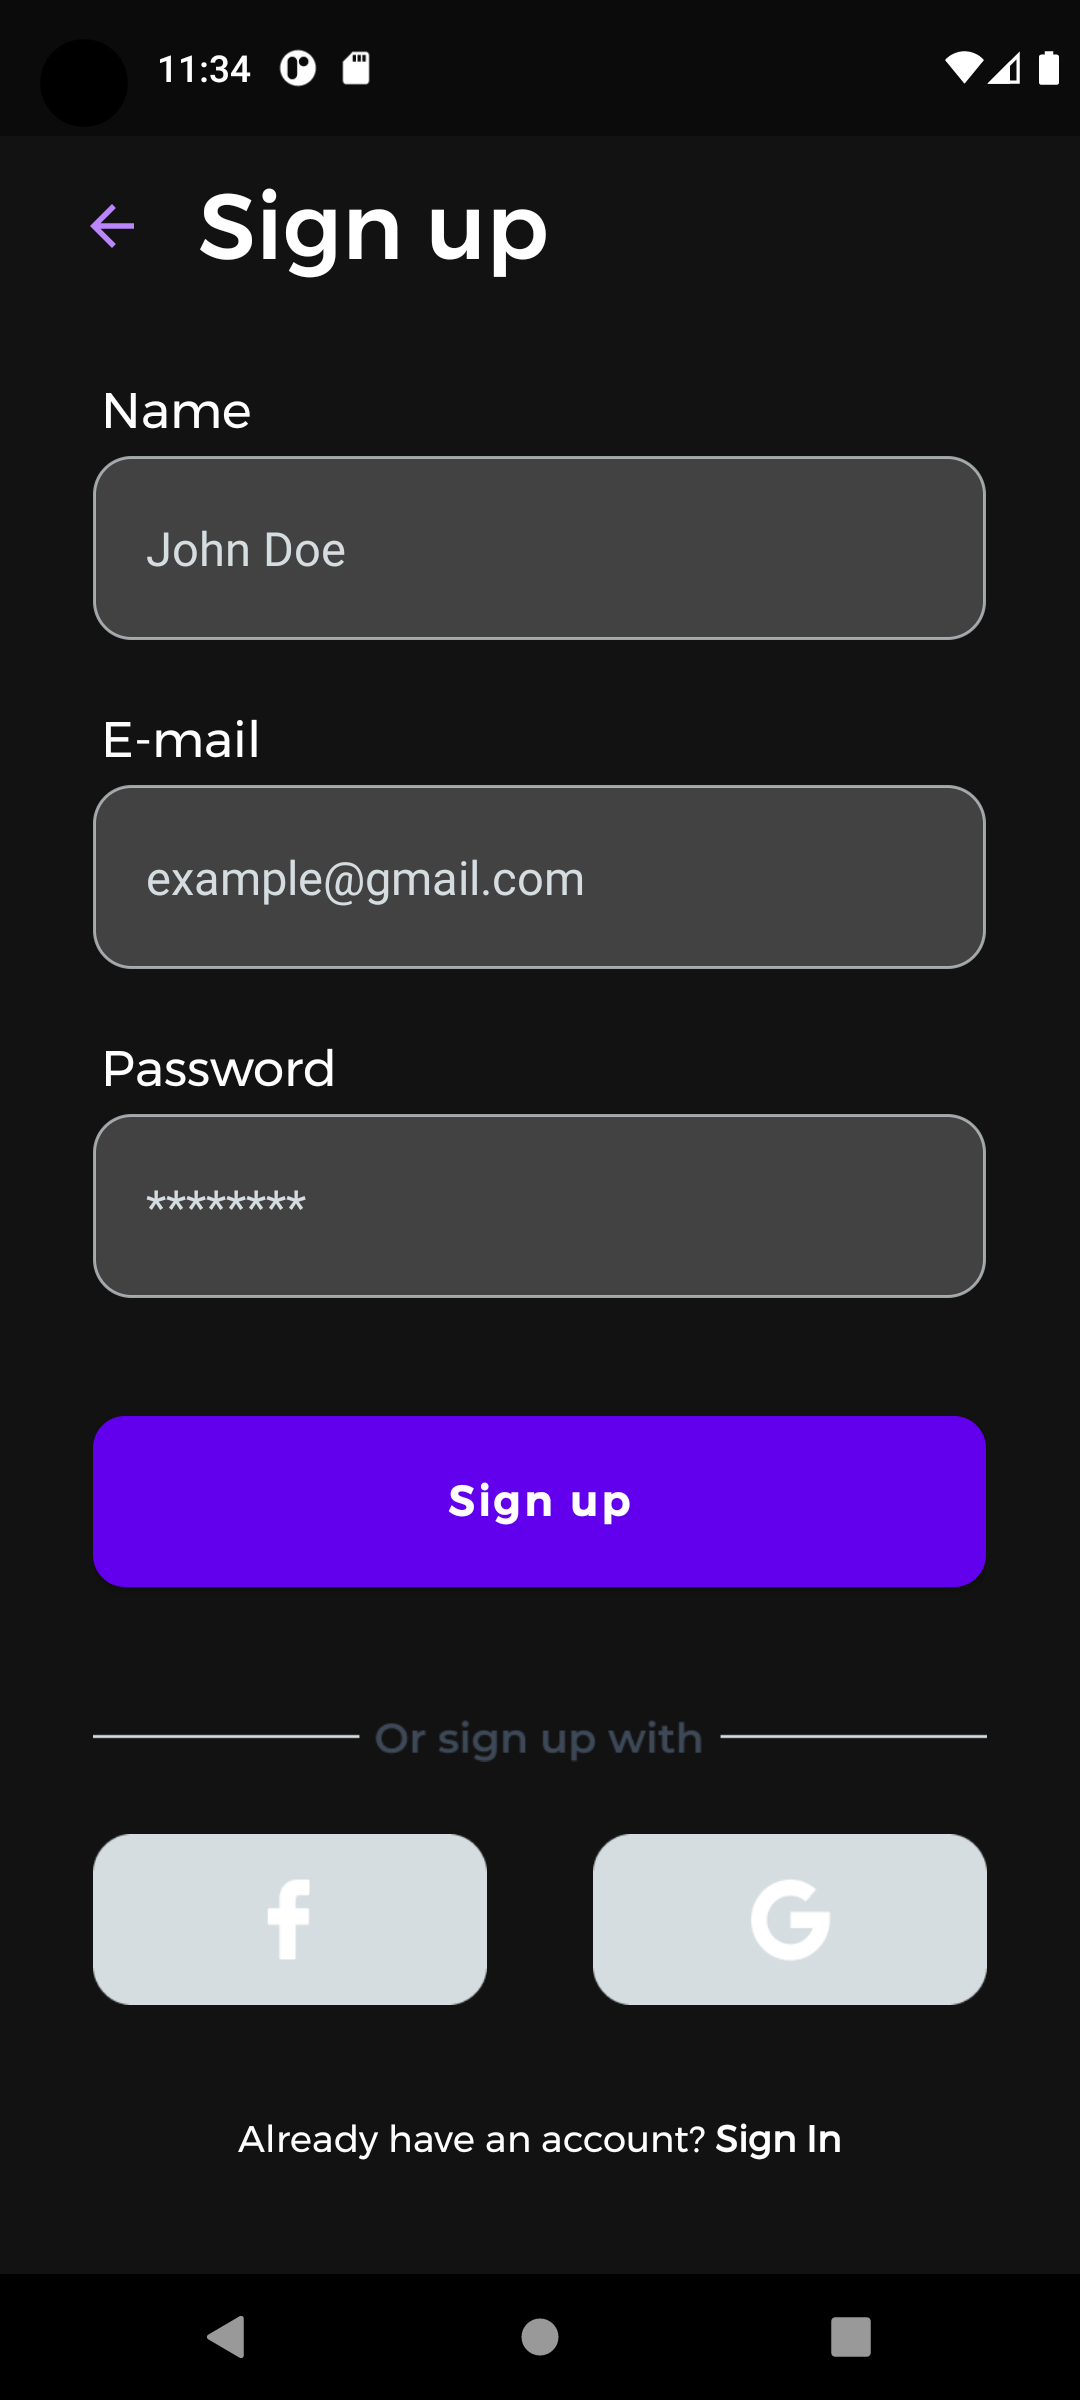 11:34
Sign up
Name
John Doe
E-mail
example@gmail.com
Password
********
Sign up
Or sign up with
Already have an account? Sign In